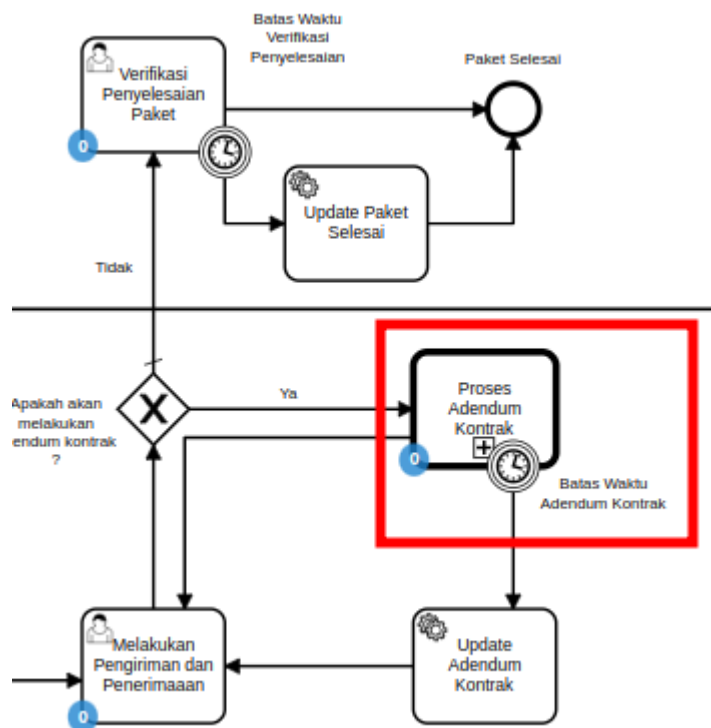 Batas Waktu
Verifikasi
Penyelesaian
Paket Selesai
Verifikasi
Penyelesaian
Paket
0
Update Paket
Selesai
Tidak
Apakah akan
melakukan
endum kontrak
?
X
Ya
Proses
Adendum
Kontrak
0
Batas Waktu
Adendum Kontrak
Melakukan
Pengiriman dan
Penerimaaan
0
Update
Adendum
Kontrak